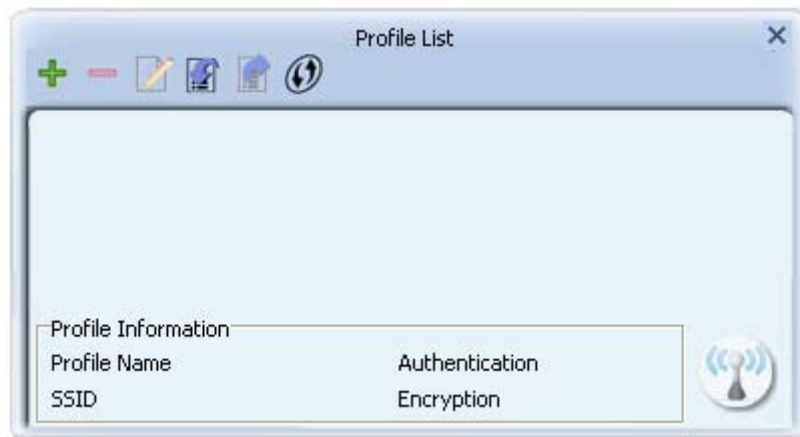 Profile List
Profile Information
Profile Name Authentication
SSID Encryption